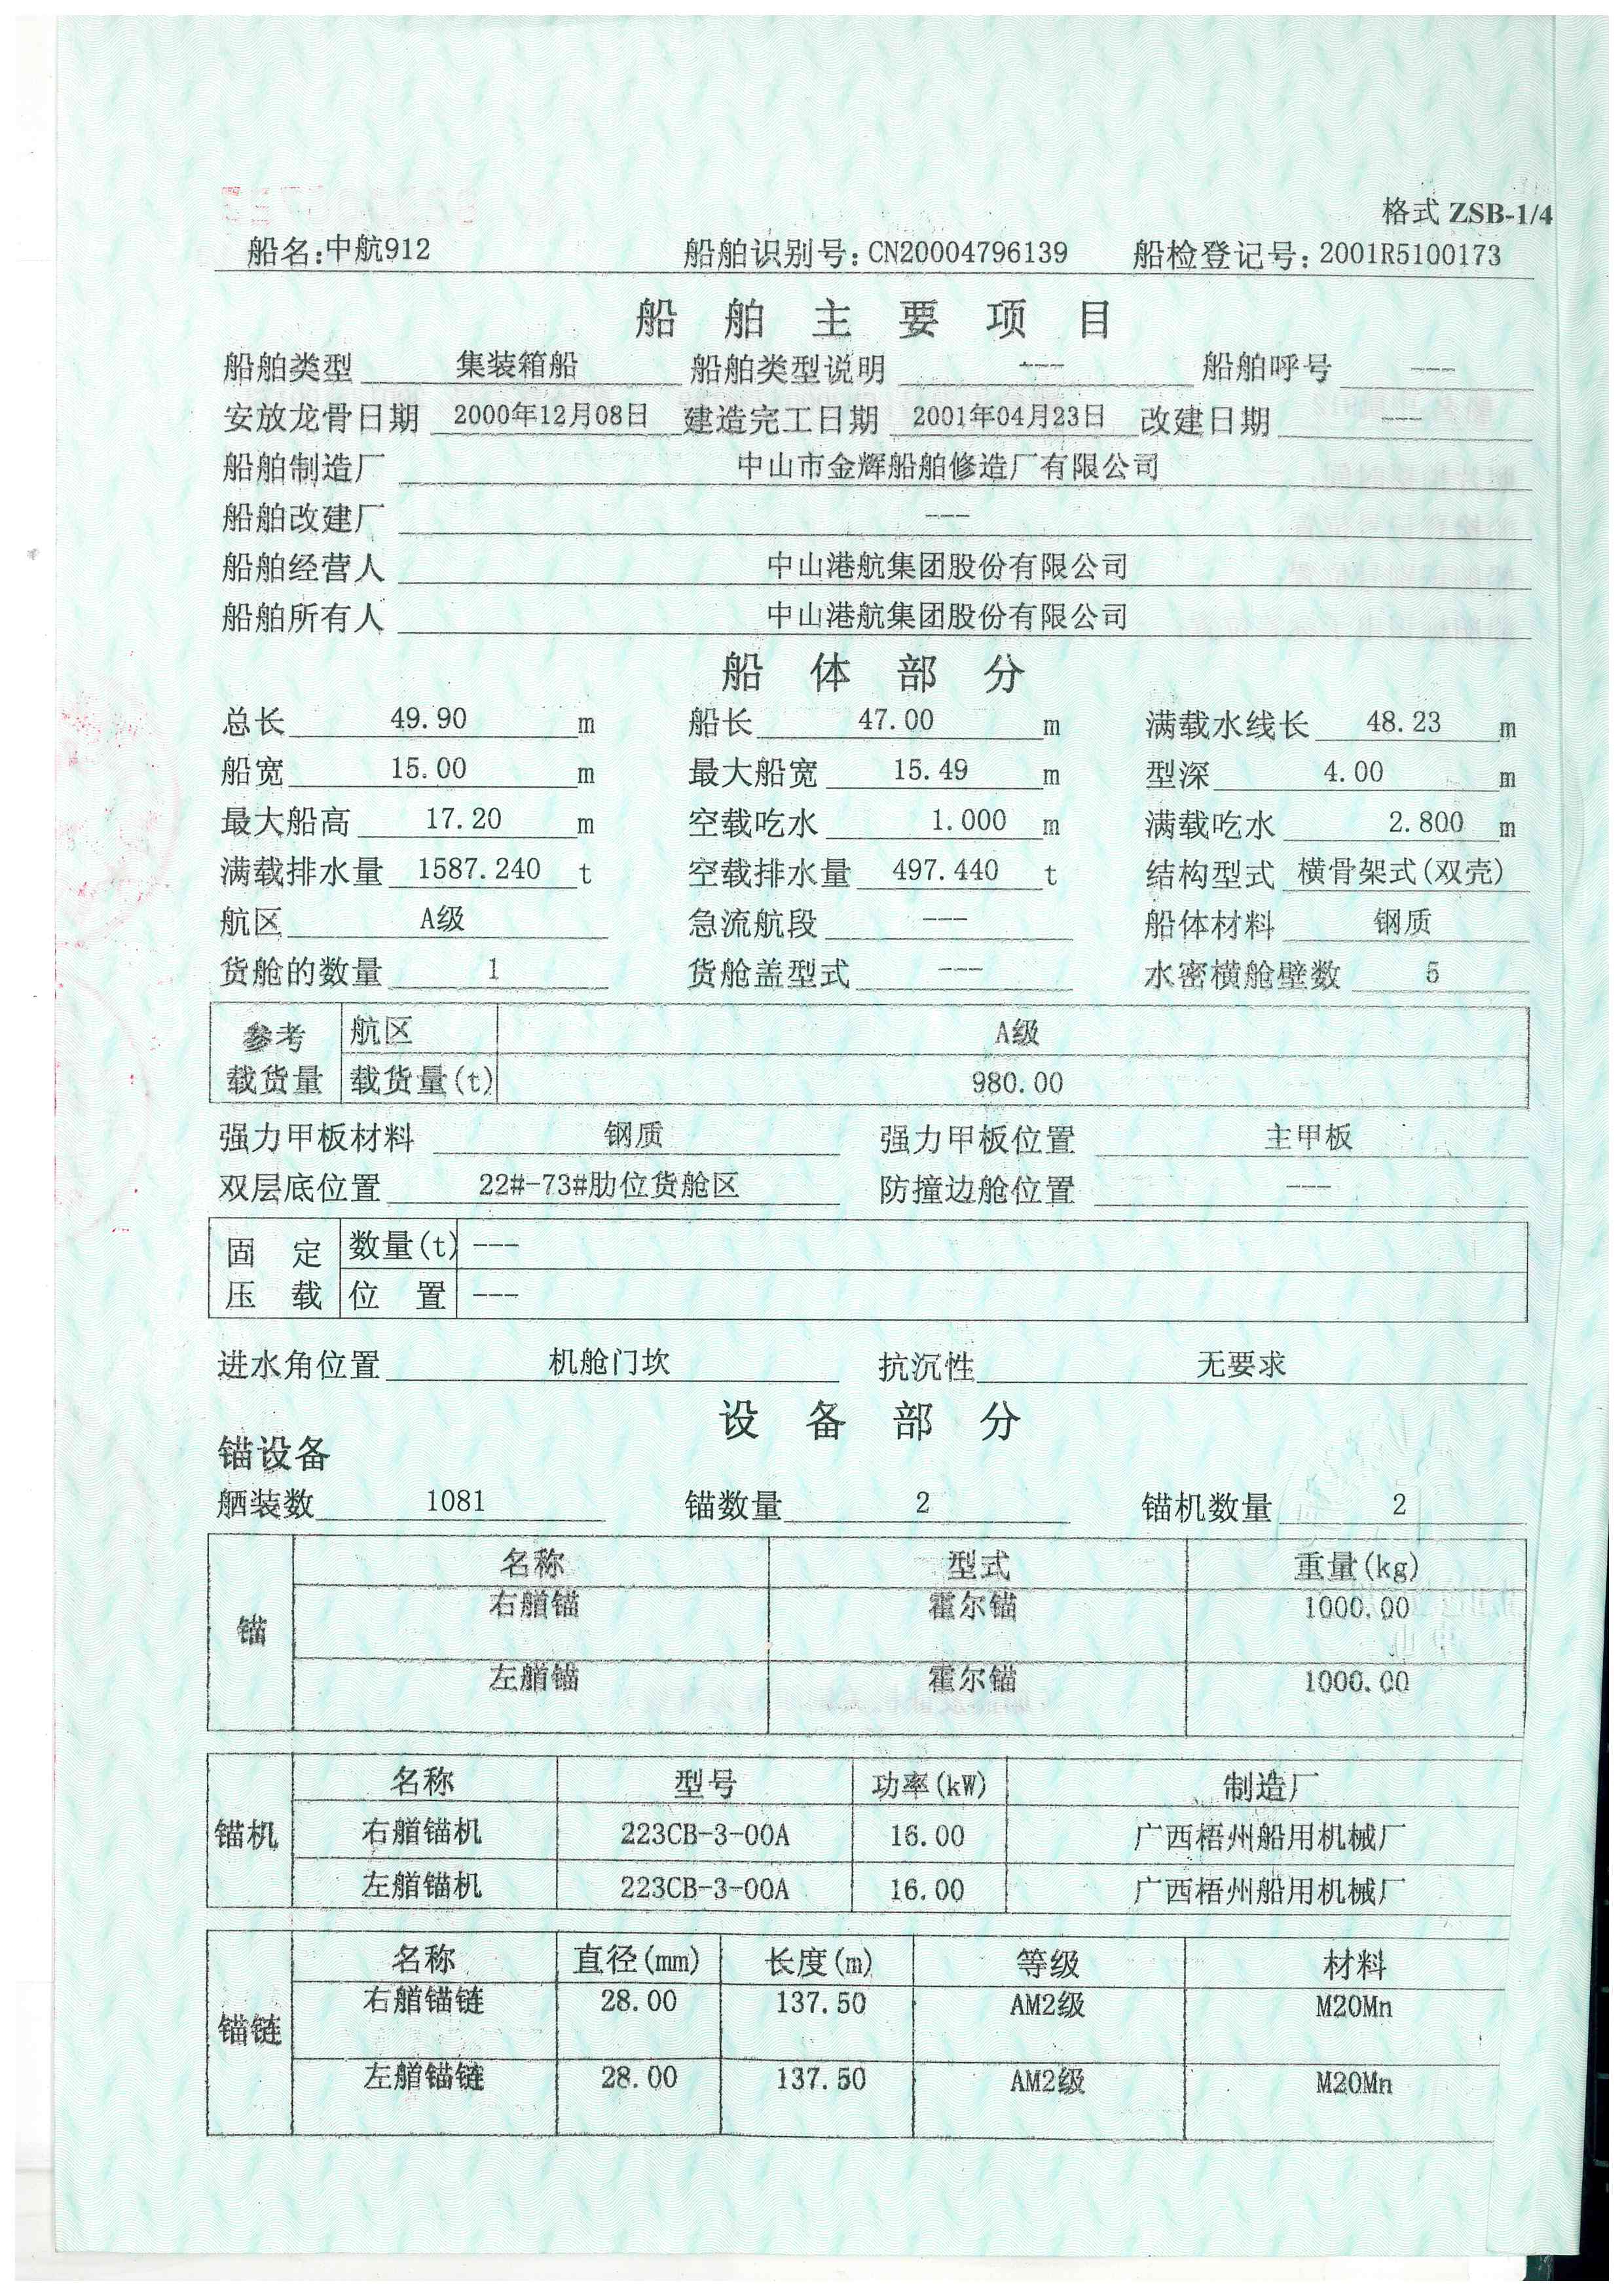 格式 ZSB-1/4
船名:中航912 船舶识别号:CN20004796139 船检登记号:2001R5100173
船舶主要项目
船舶类型 集装箱船 船舶类型说明 --- 船舶呼号 ---
安放龙骨日期 2000年12月08日 建造完工日期 2001年04月23日 改建日期 ---
船舶制造厂 中山市金辉船舶修造厂有限公司
船舶改建厂 ---
船舶经营人 中山港航集团股份有限公司
船舶所有人 中山港航集团股份有限公司
船体部分
总长 49.90 m 船长 47.00 m 满载水线长 48.23 m
船宽 15.00 m 最大船宽 15.49 m 型深 4.00 m
最大船高 17.20 m 空载吃水 1.000 m 满载吃水 2.800 m
满载排水量 1587.240 t 空载排水量 497.440 t 结构型式 横骨架式(双壳)
航区 A级 急流航段 --- 船体材料 钢质
货舱的数量 1 货舱盖型式 --- 水密横舱壁数 5
参考 航区 A级
载货量 载货量(t) 980.00
强力甲板材料 钢质 强力甲板位置 主甲板
双层底位置 22#-73#肋位货舱区 防撞边舱位置 ---
固定 数量(t) ---
压载 位置 ---
进水角位置 机舱门坎 抗沉性 无要求
设备部分
锚设备
舾装数 1081 锚数量 2 锚机数量 2
名称 型式 重量(kg)
锚
右艏锚 霍尔锚 1000.00
左艏锚 霍尔锚 1000.00
名称 型号 功率(kW) 制造厂
锚机 右艏锚机 223CB-3-00A 16.00 广西梧州船用机械厂
左艏锚机 223CB-3-00A 16.00 广西梧州船用机械厂
名称 直径(mm) 长度(m) 等级 材料
锚链
右艏锚链 28.00 137.50 AM2级 M20Mn
左艏锚链 28.00 137.50 AM2级 M20Mn